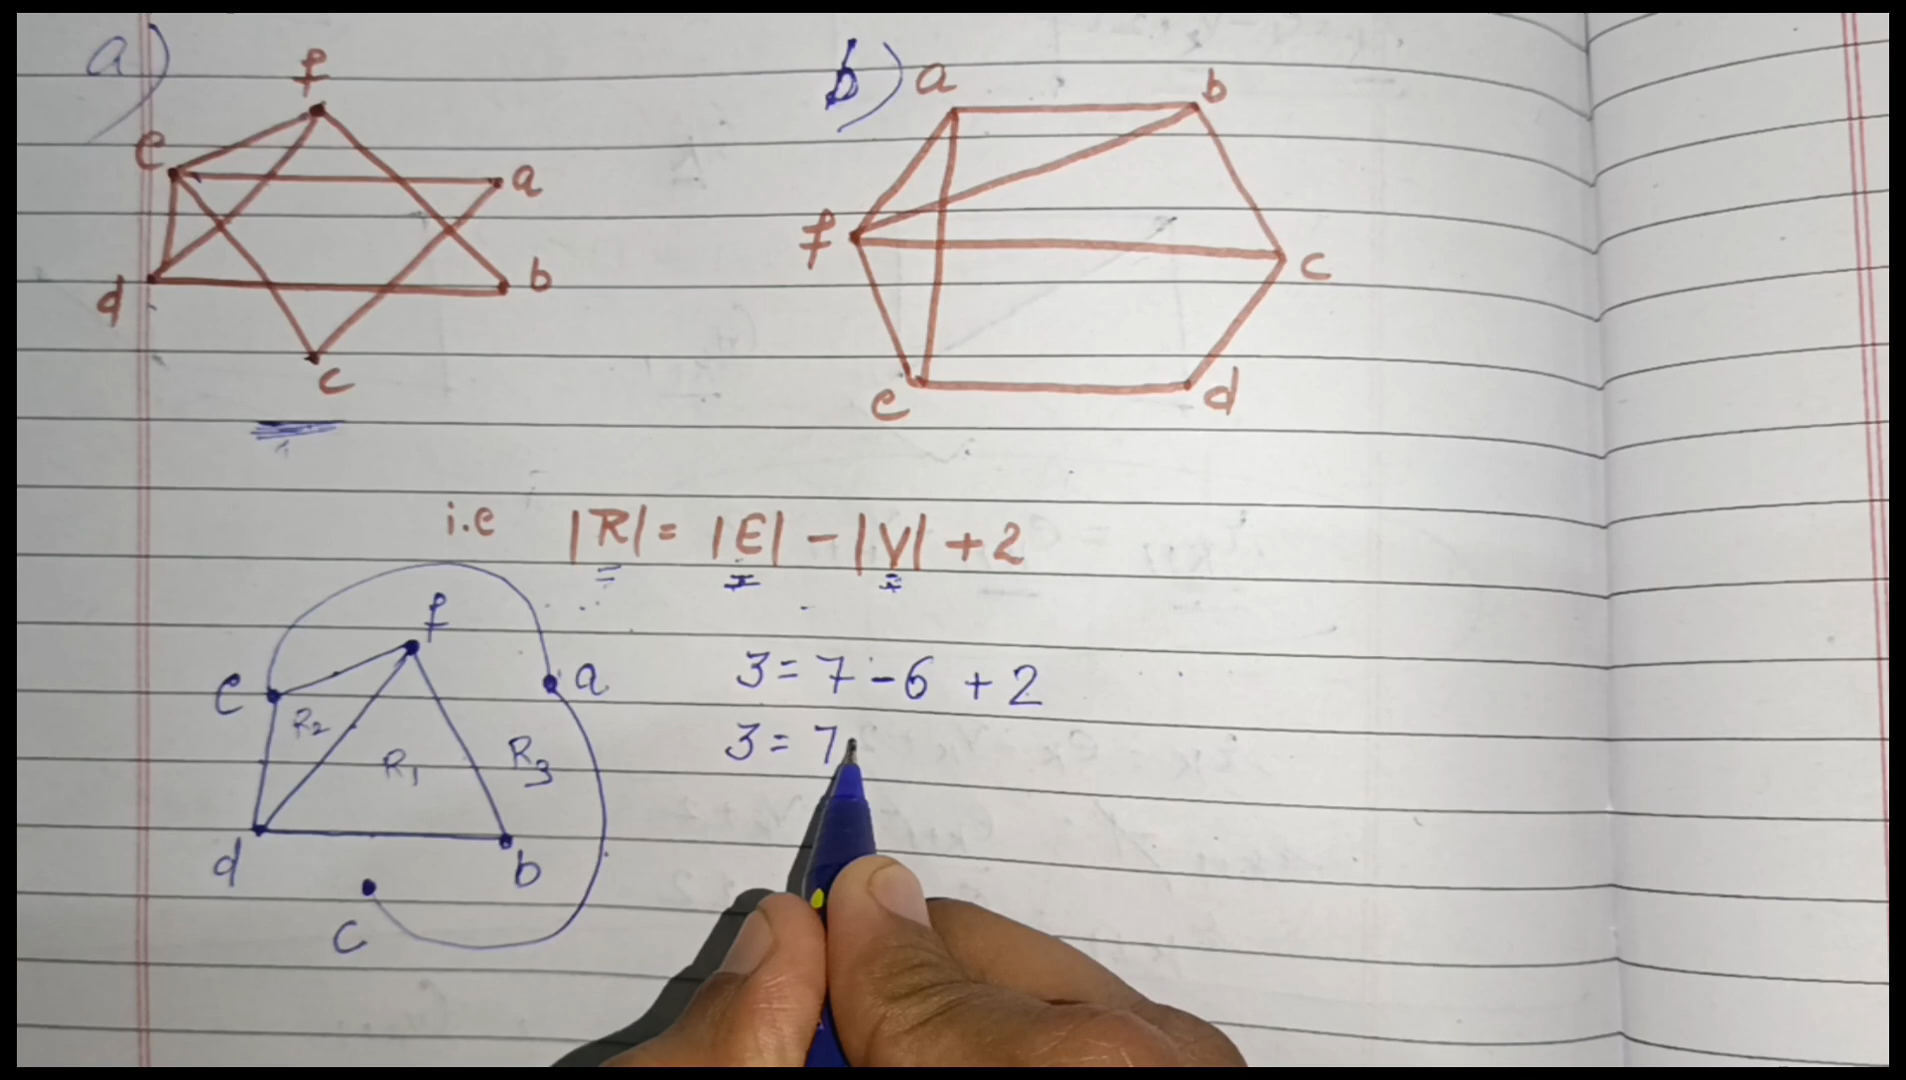 a)
f
e
a
d
b
c
b)
a
b
f
c
e
d
i.e |R| = |E| - |V| + 2
f
e
a
R2
R1
R3
d
b
c
3 = 7 - 6 + 2
3 = 7